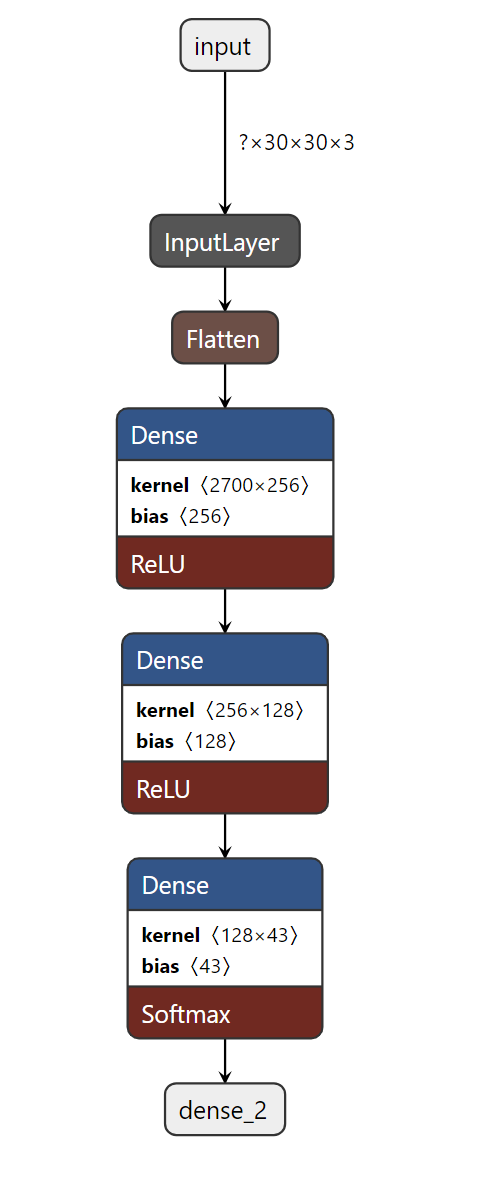 input
?×30×30×3
InputLayer
Flatten
Dense
kernel 〈2700×256〉
bias 〈256〉
ReLU
Dense
kernel 〈256×128〉
bias 〈128〉
ReLU
Dense
kernel 〈128×43〉
bias 〈43〉
Softmax
dense_2